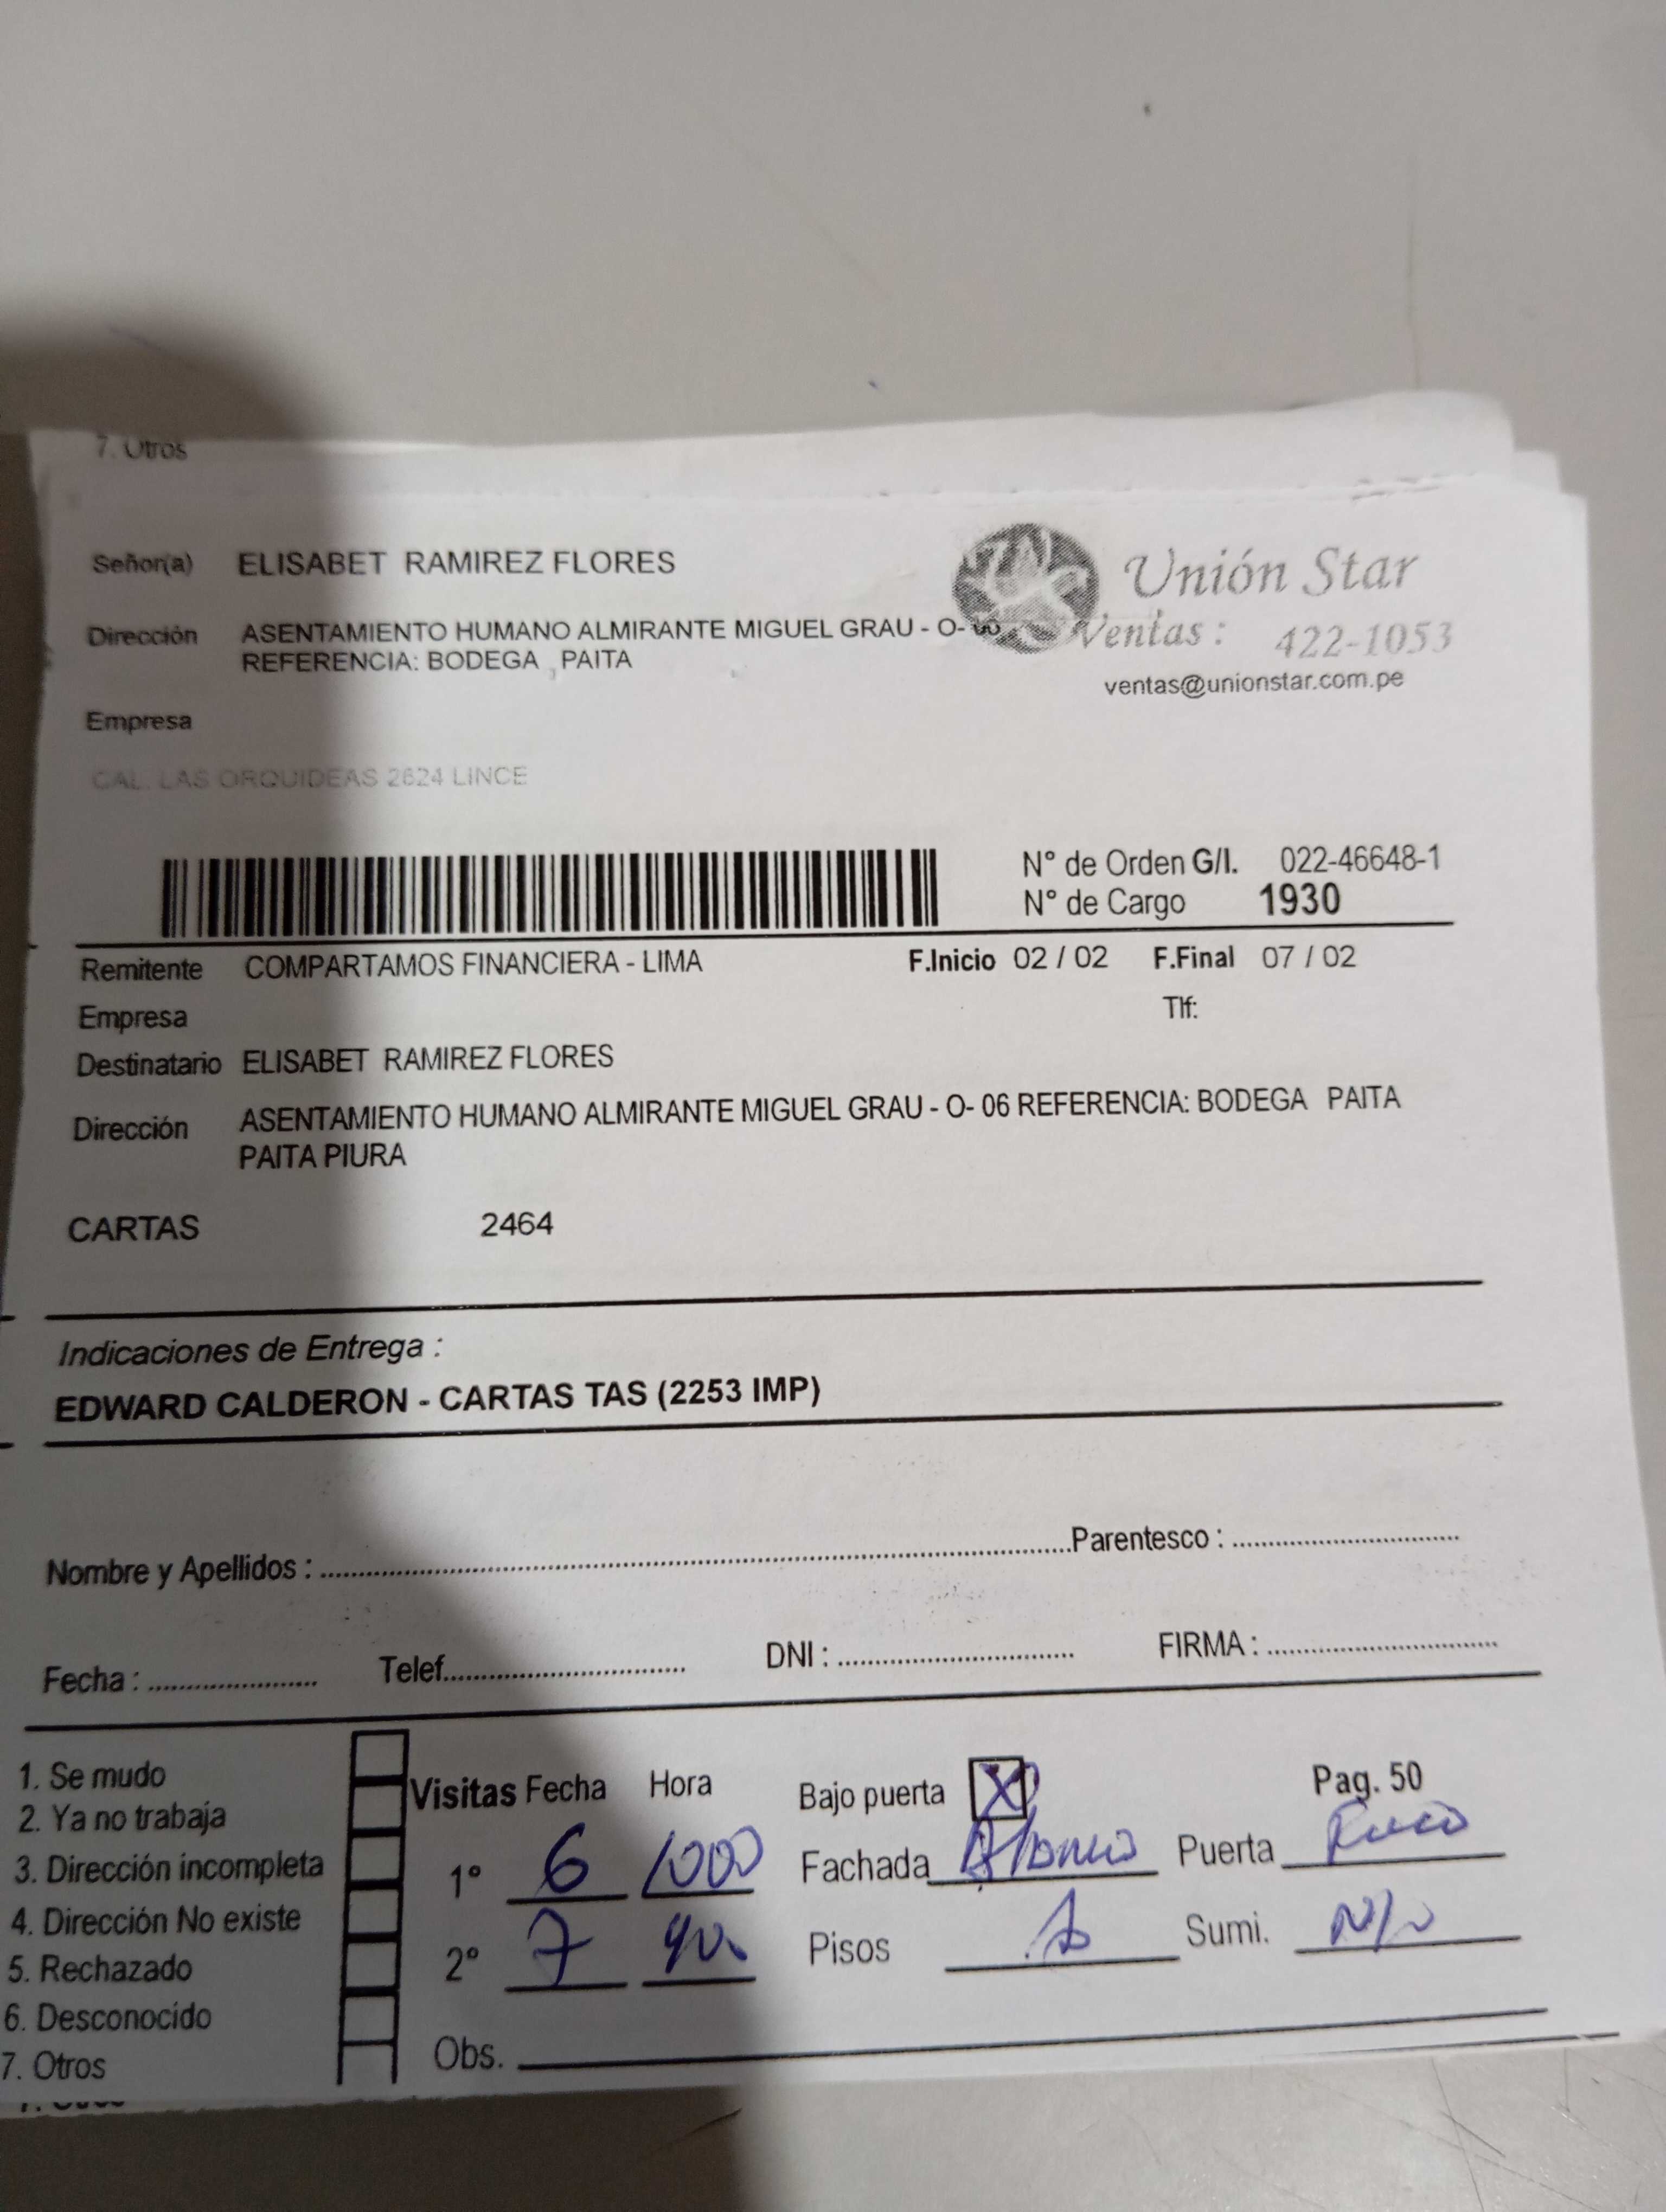 7. Otros
Señor(a) ELISABET RAMIREZ FLORES
Unión Star
Dirección ASENTAMIENTO HUMANO ALMIRANTE MIGUEL GRAU - O- 06
REFERENCIA: BODEGA , PAITA
Ventas : 422-1053
ventas@unionstar.com.pe
Empresa
CAL. LAS ORQUIDEAS 2624 LINCE
N° de Orden G/I. 022-46648-1
N° de Cargo 1930
Remitente COMPARTAMOS FINANCIERA - LIMA F.Inicio 02 / 02 F.Final 07 / 02
Empresa Tlf:
Destinatario ELISABET RAMIREZ FLORES
Dirección ASENTAMIENTO HUMANO ALMIRANTE MIGUEL GRAU - O- 06 REFERENCIA: BODEGA PAITA
PAITA PIURA
CARTAS 2464
Indicaciones de Entrega :
EDWARD CALDERON - CARTAS TAS (2253 IMP)
Nombre y Apellidos : Parentesco :
Fecha : Telef. DNI : FIRMA :
1. Se mudo
2. Ya no trabaja
3. Dirección incompleta
4. Dirección No existe
5. Rechazado
6. Desconocido
7. Otros
Visitas Fecha Hora
1° 6 1000
2° 7
Bajo puerta X Pag. 50
Fachada Blanco Puerta
Pisos Sumi. N/N
Obs.